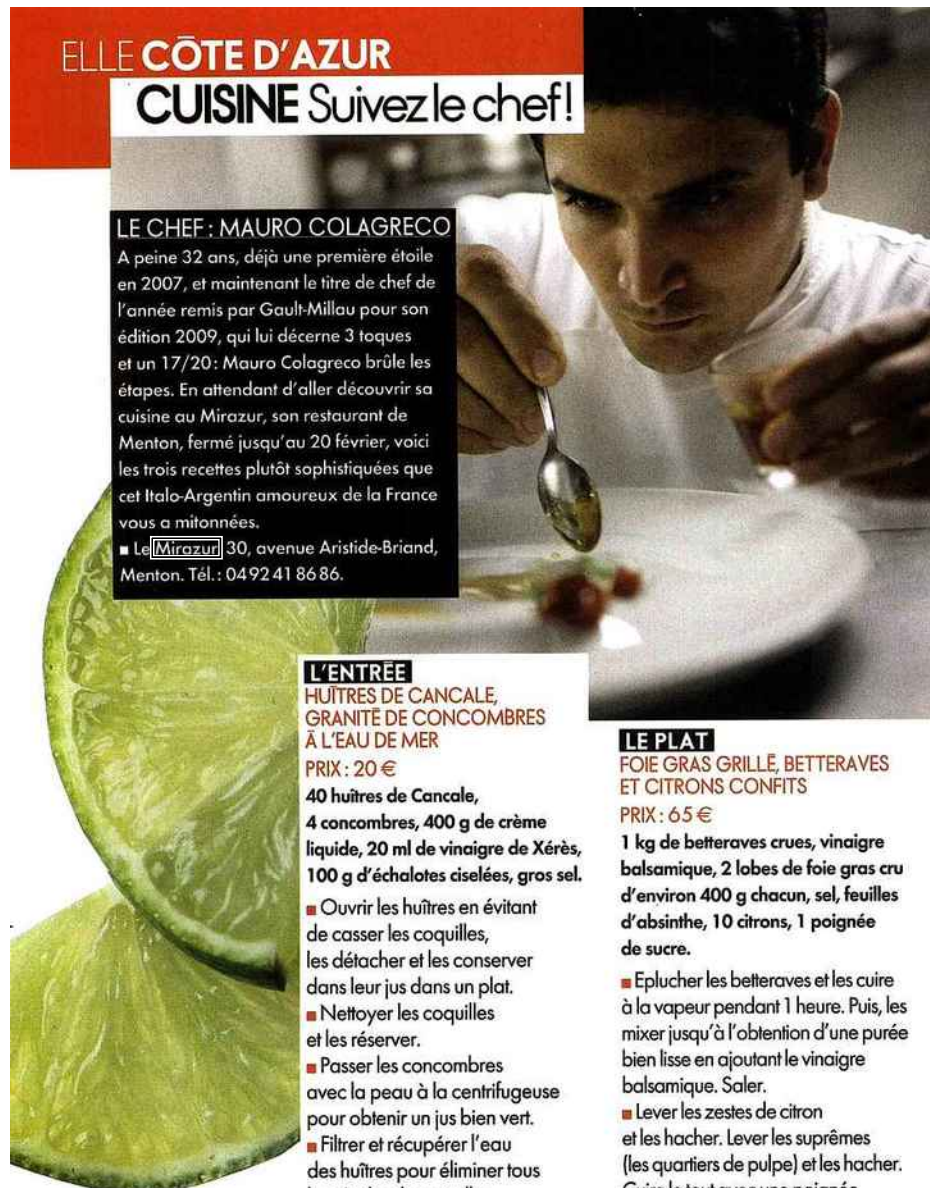 ELLE CÔTE D'AZUR
CUISINE Suivez le chef!
LE CHEF : MAURO COLAGRECO
A peine 32 ans, déjà une première étoile
en 2007, et maintenant le titre de chef de
l'année remis par Gault-Millau pour son
édition 2009, qui lui décerne 3 toques
et un 17/20 : Mauro Colagreco brûle les
étapes. En attendant d'aller découvrir sa
cuisine au Mirazur, son restaurant de
Menton, fermé jusqu'au 20 février, voici
les trois recettes plutôt sophistiquées que
cet Italo-Argentin amoureux de la France
vous a mitonnées.
■ Le Mirazur 30, avenue Aristide-Briand,
Menton. Tél. : 04 92 41 86 86.
L'ENTRÉE
HUÎTRES DE CANCALE,
GRANITÉ DE CONCOMBRES
À L'EAU DE MER
PRIX : 20 €
40 huîtres de Cancale,
4 concombres, 400 g de crème
liquide, 20 ml de vinaigre de Xérès,
100 g d'échalotes ciselées, gros sel.
■ Ouvrir les huîtres en évitant
de casser les coquilles,
les détacher et les conserver
dans leur jus dans un plat.
■ Nettoyer les coquilles
et les réserver.
■ Passer les concombres
avec la peau à la centrifugeuse
pour obtenir un jus bien vert.
■ Filtrer et récupérer l'eau
des huîtres pour éliminer tous
LE PLAT
FOIE GRAS GRILLÉ, BETTERAVES
ET CITRONS CONFITS
PRIX : 65 €
1 kg de betteraves crues, vinaigre
balsamique, 2 lobes de foie gras cru
d'environ 400 g chacun, sel, feuilles
d'absinthe, 10 citrons, 1 poignée
de sucre.
■ Eplucher les betteraves et les cuire
à la vapeur pendant 1 heure. Puis, les
mixer jusqu'à l'obtention d'une purée
bien lisse en ajoutant le vinaigre
balsamique. Saler.
■ Lever les zestes de citron
et les hacher. Lever les suprêmes
(les quartiers de pulpe) et les hacher.